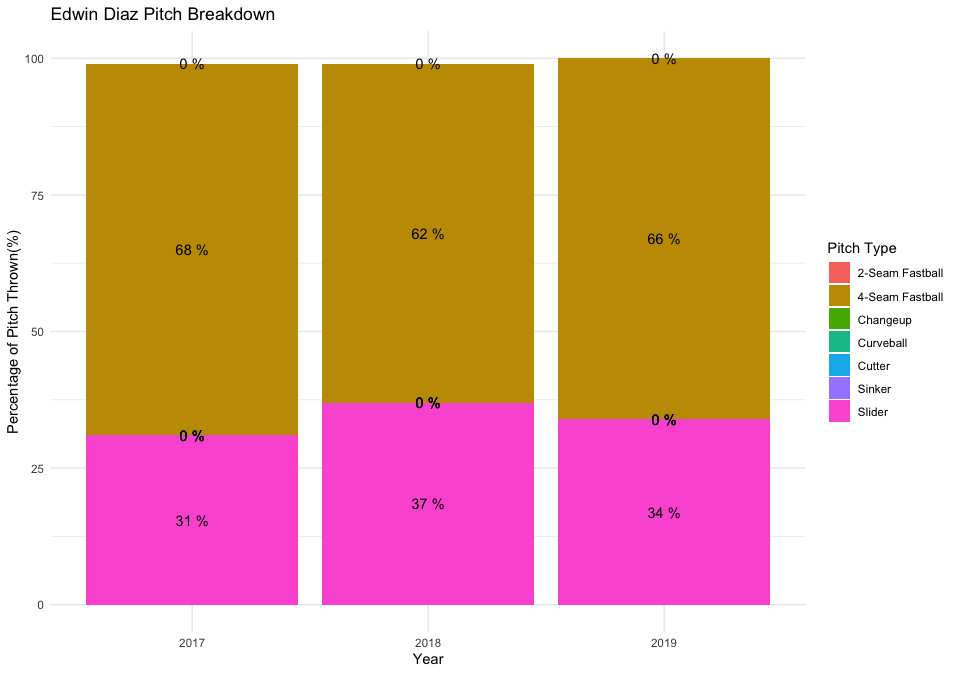 Edwin Diaz Pitch Breakdown
Percentage of Pitch Thrown(%)
100
75
50
25
0
0 %
0 %
0 %
68 %
62 %
66 %
0 %
0 %
0 %
31 %
37 %
34 %
2017
2018
2019
Year
Pitch Type
2-Seam Fastball
4-Seam Fastball
Changeup
Curveball
Cutter
Sinker
Slider